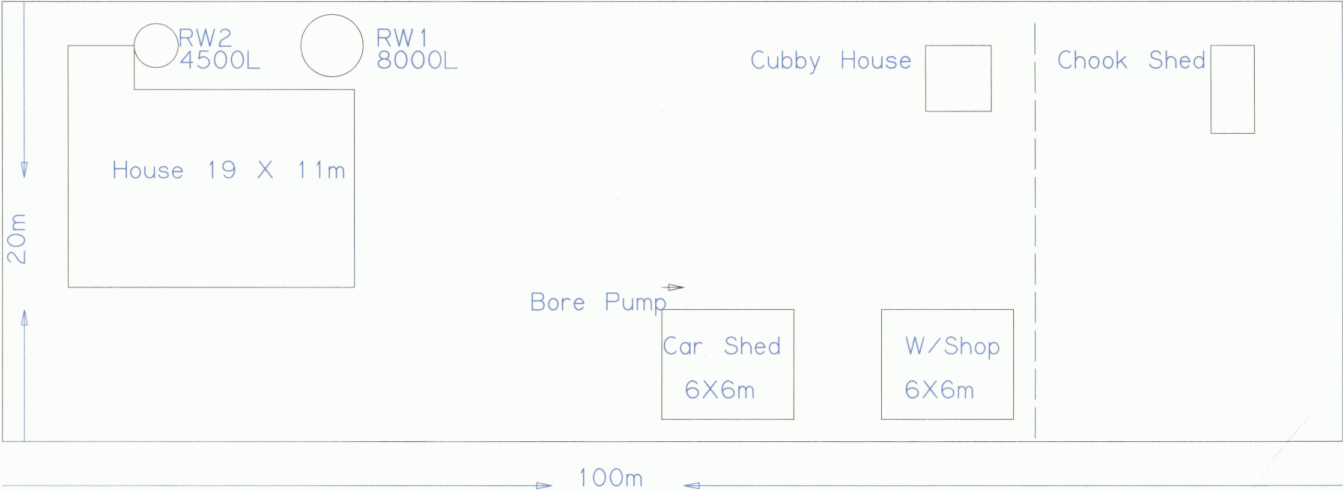 RW2
4500L
RW1
8000L
Cubby House
Chook Shed
House 19 X 11m
20m
Bore Pump
Car Shed
6X6m
W/Shop
6X6m
100m